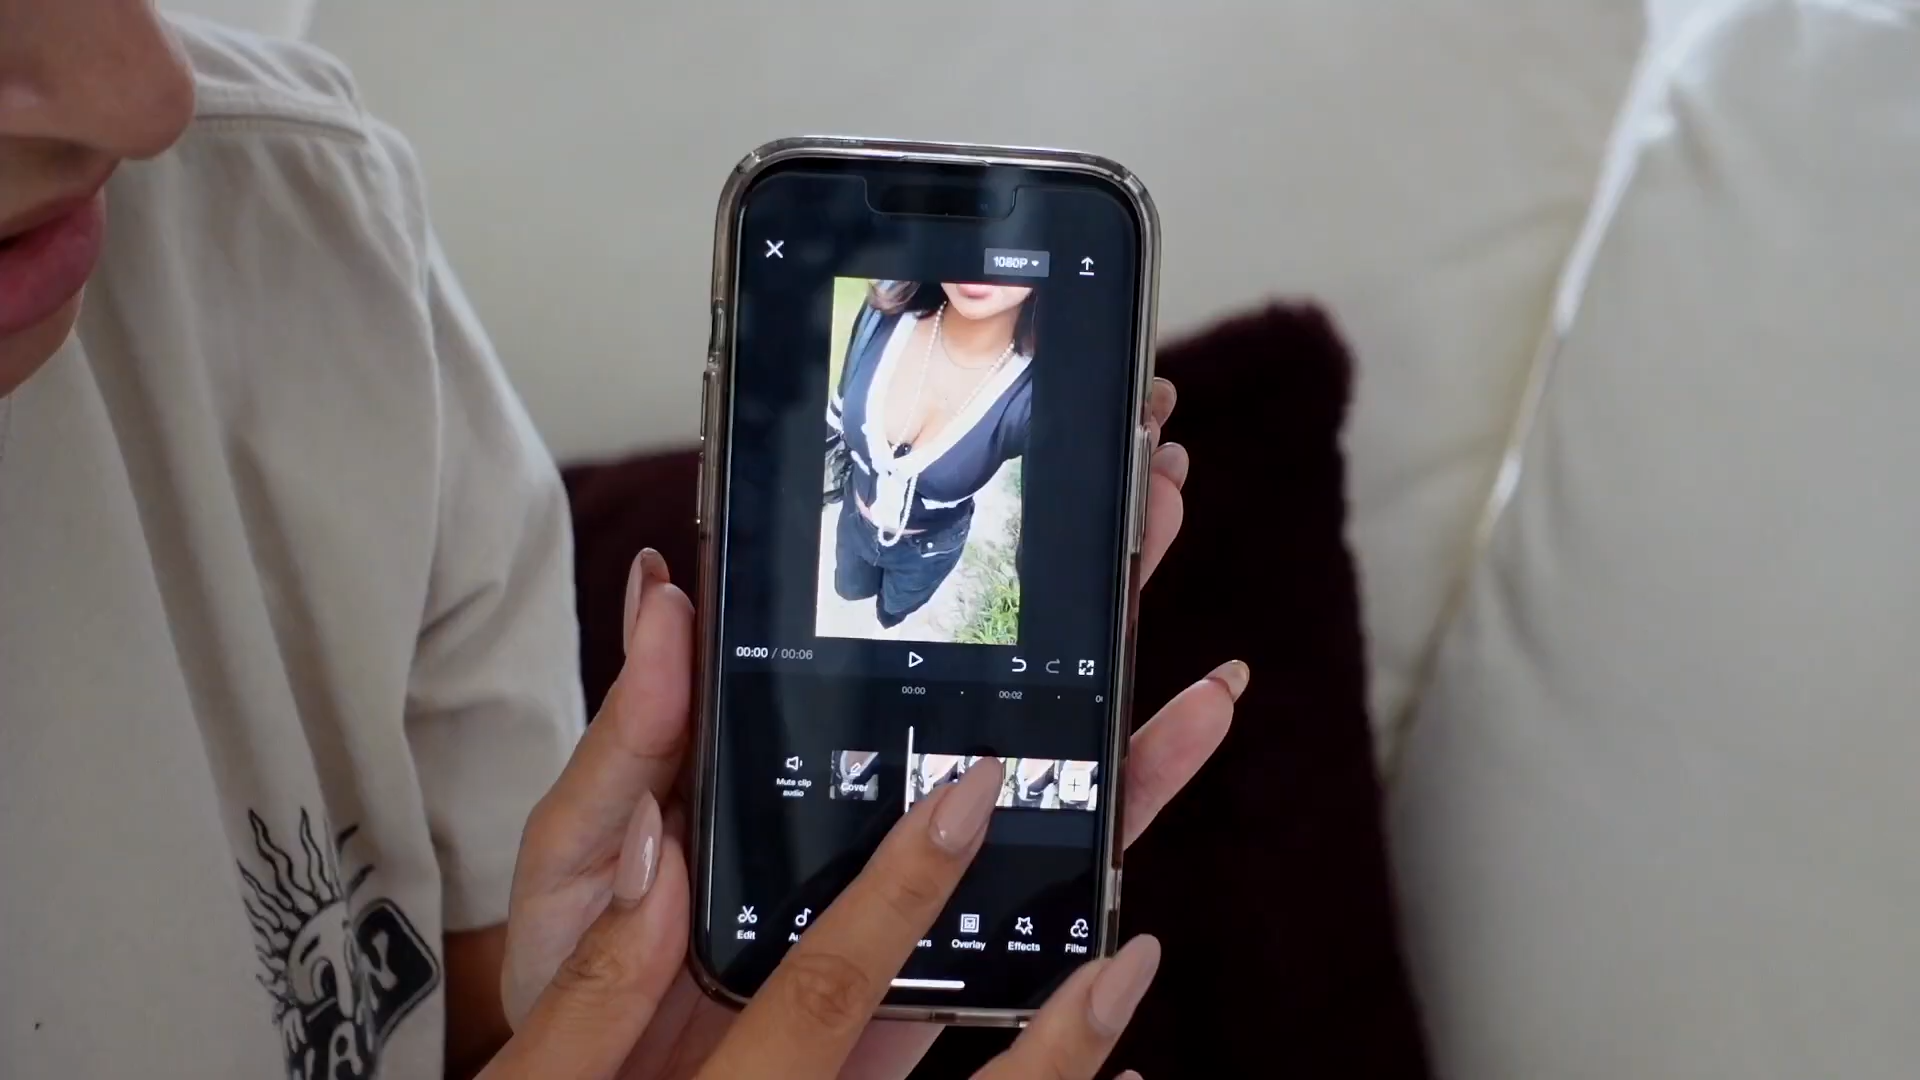 1080P
00:00 / 00:06
00:00
00:02
Mute clip
audio
Cover
Edit
Overlay
Effects
Filter